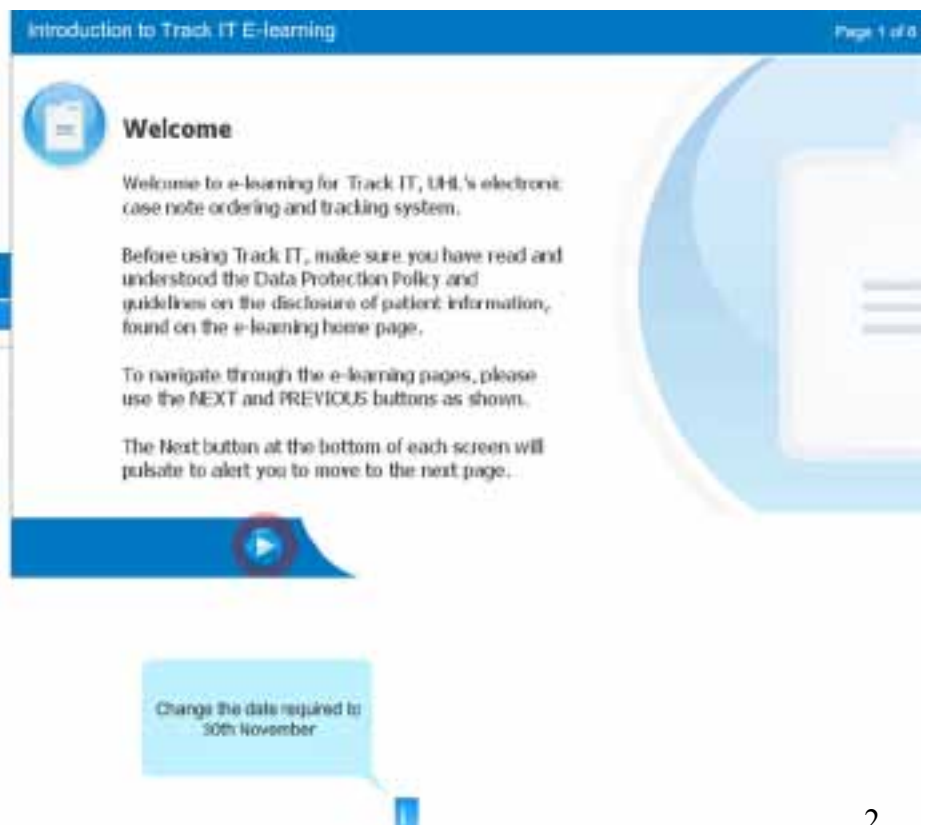 Introduction to Track IT E-learning
Page 1 of 8
Welcome
Welcome to e-learning for Track IT, UHL's electronic
case note ordering and tracking system.
Before using Track IT, make sure you have read and
understood the Data Protection Policy and
guidelines on the disclosure of patient information,
found on the e-learning home page.
To navigate through the e-learning pages, please
use the NEXT and PREVIOUS buttons as shown.
The Next button at the bottom of each screen will
pulsate to alert you to move to the next page.
Change the date required to
30th November
2